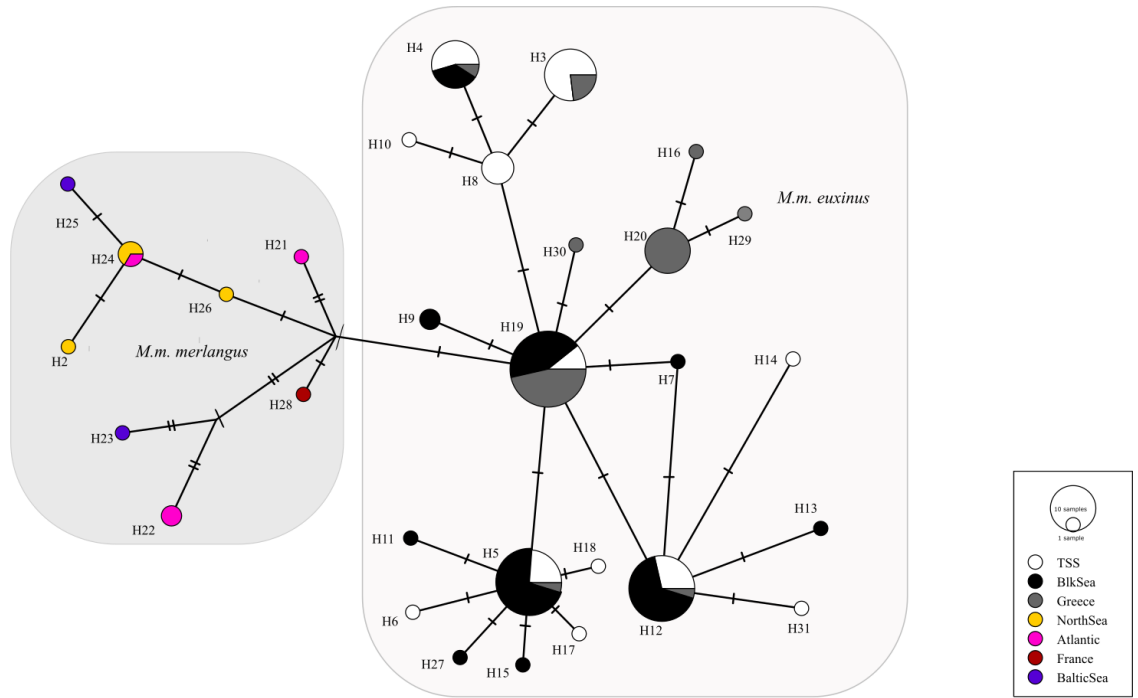 H4
H3
H10
H8
H16
M.m. euxinus
H20
H29
H25
H21
H24
H30
H26
H9
H19
M.m. merlangus
H2
H7
H14
H28
H23
H22
H13
H11
H5
H18
H6
H17
H12
H31
H27
H15
10 samples
1 sample
TSS
BlkSea
Greece
NorthSea
Atlantic
France
BalticSea